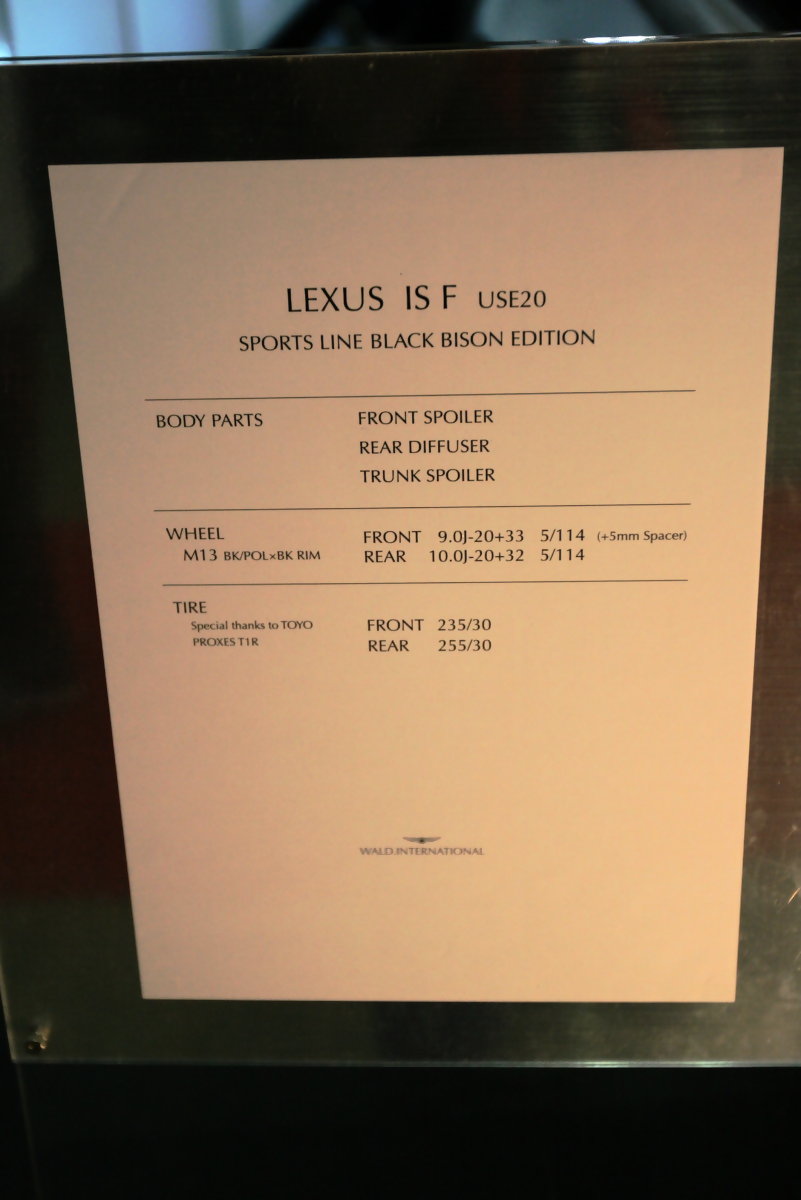 LEXUS IS F USE20
SPORTS LINE BLACK BISON EDITION
BODY PARTS FRONT SPOILER
REAR DIFFUSER
TRUNK SPOILER
WHEEL FRONT 9.0J-20+33 5/114 (+5mm Spacer)
M13 BK/POL×BK RIM REAR 10.0J-20+32 5/114
TIRE
Special thanks to TOYO FRONT 235/30
PROXES T1R REAR 255/30
WALD.INTERNATIONAL